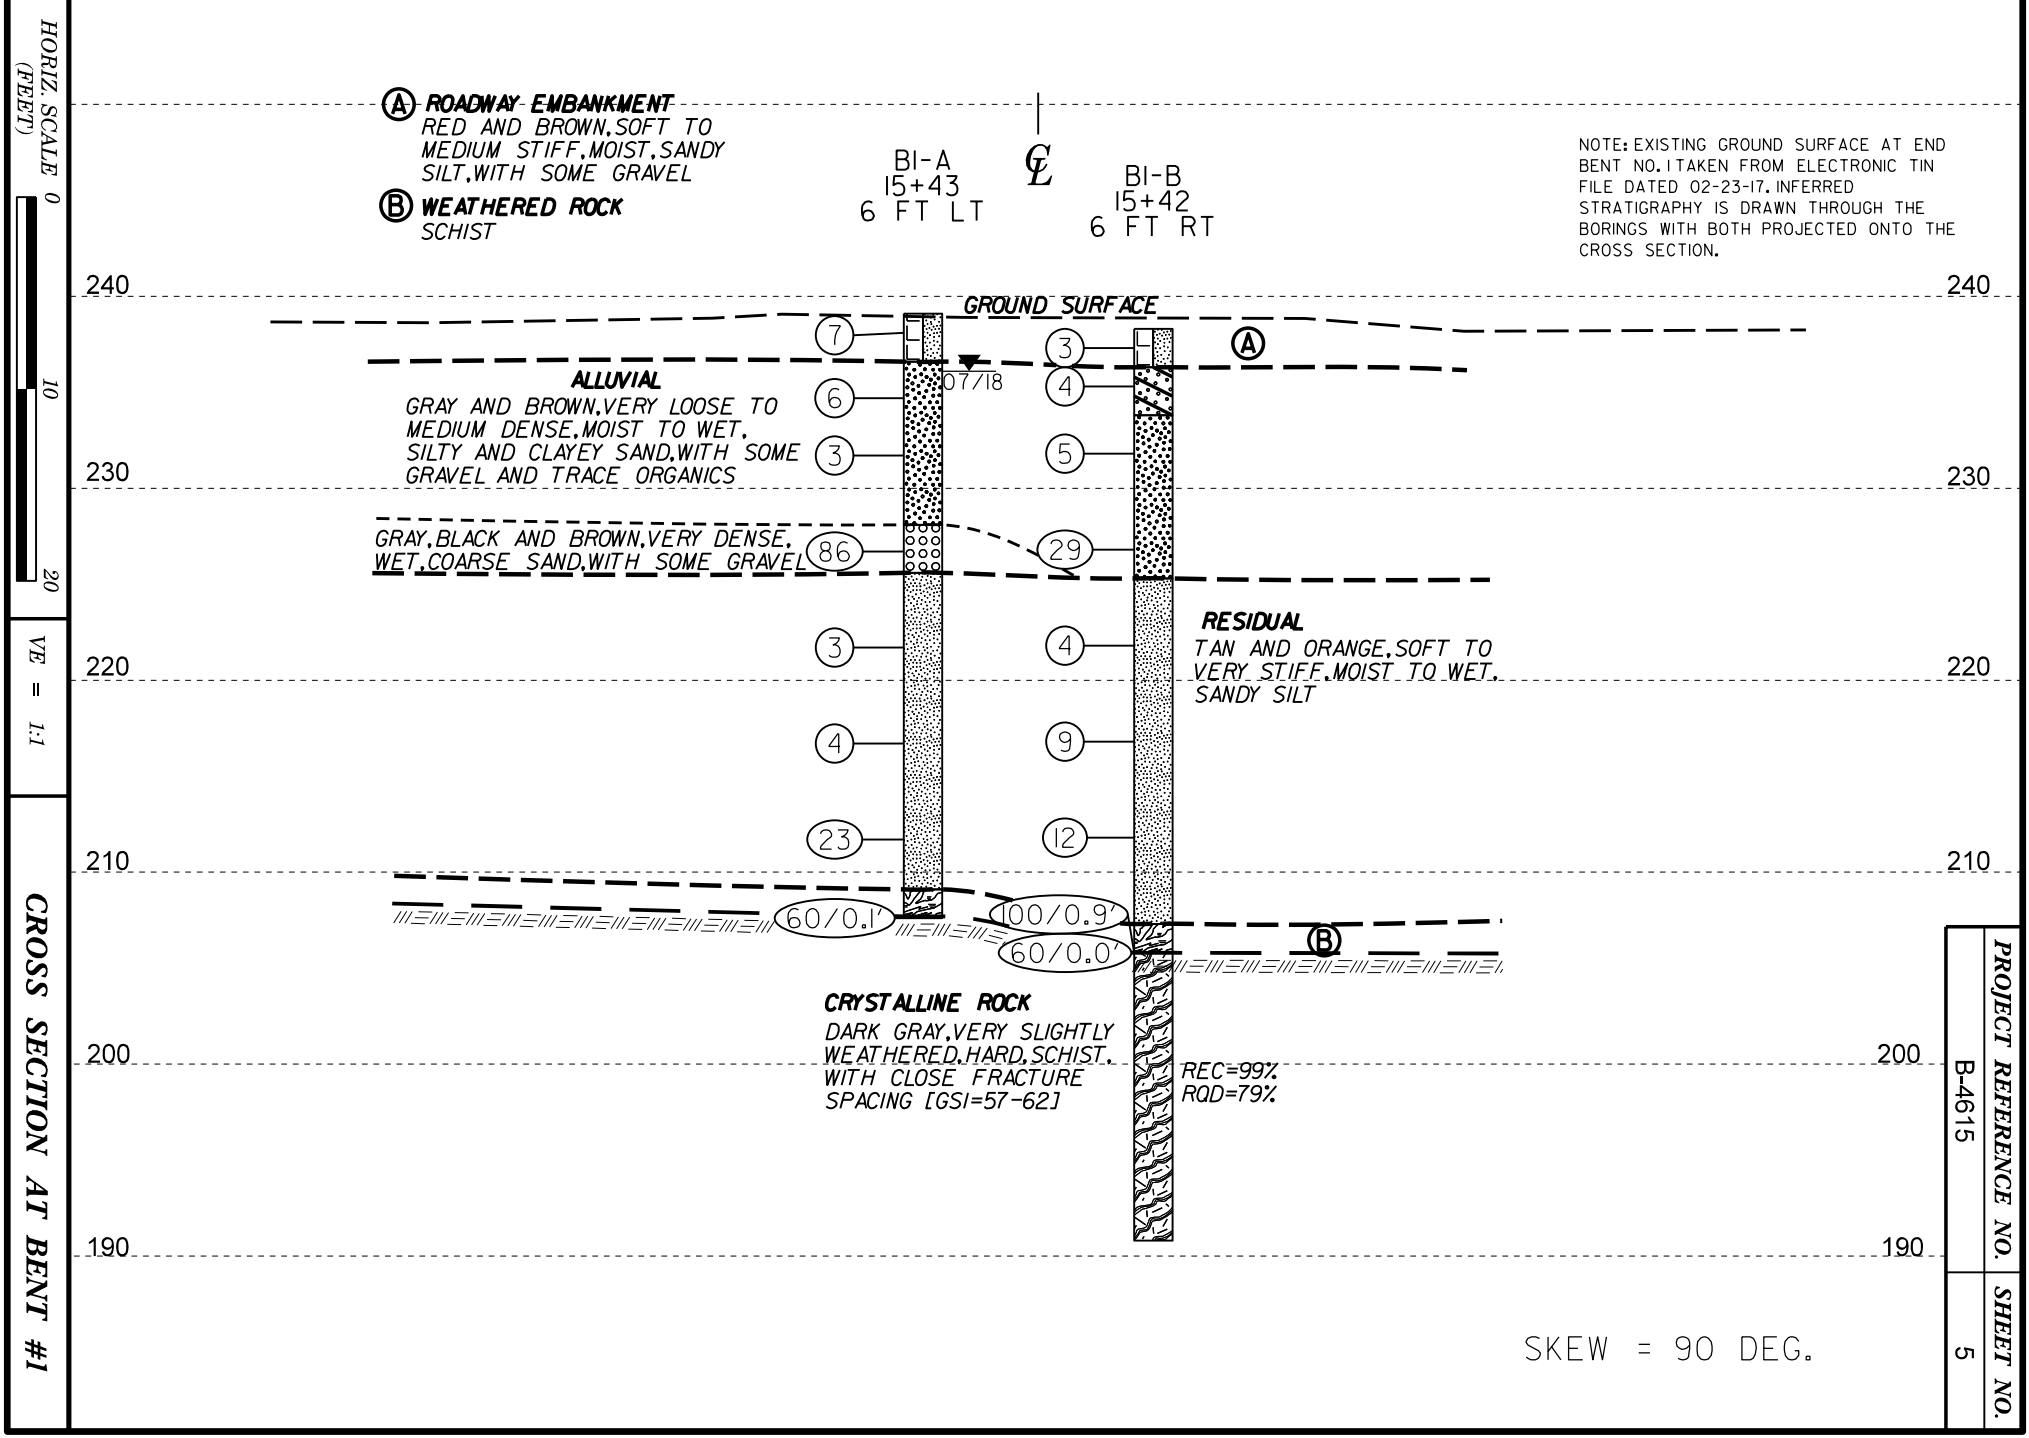 HORIZ. SCALE
(FEET)
0
10
20
VE = 1:1
CROSS SECTION AT BENT #1
Ⓐ ROADWAY EMBANKMENT
RED AND BROWN, SOFT TO
MEDIUM STIFF, MOIST, SANDY
SILT, WITH SOME GRAVEL
Ⓑ WEATHERED ROCK
SCHIST
B1-A
15+43
6 FT LT
CL
B1-B
15+42
6 FT RT
NOTE: EXISTING GROUND SURFACE AT END
BENT NO. 1 TAKEN FROM ELECTRONIC TIN
FILE DATED 02-23-17. INFERRED
STRATIGRAPHY IS DRAWN THROUGH THE
BORINGS WITH BOTH PROJECTED ONTO THE
CROSS SECTION.
240
240
GROUND SURFACE
7
3
A
07/18
ALLUVIAL
GRAY AND BROWN, VERY LOOSE TO
MEDIUM DENSE, MOIST TO WET,
SILTY AND CLAYEY SAND, WITH SOME
GRAVEL AND TRACE ORGANICS
6
4
3
5
230
230
GRAY, BLACK AND BROWN, VERY DENSE,
WET, COARSE SAND, WITH SOME GRAVEL
86
29
RESIDUAL
TAN AND ORANGE, SOFT TO
VERY STIFF, MOIST TO WET,
SANDY SILT
3
4
220
220
4
9
23
12
210
210
60/0.1'
100/0.9'
60/0.0'
B
CRYSTALLINE ROCK
DARK GRAY, VERY SLIGHTLY
WEATHERED, HARD, SCHIST,
WITH CLOSE FRACTURE
SPACING [GSI=57-62]
REC=99%
RQD=79%
200
200
190
190
SKEW = 90 DEG.
PROJECT REFERENCE NO.
B-4615
SHEET NO.
5